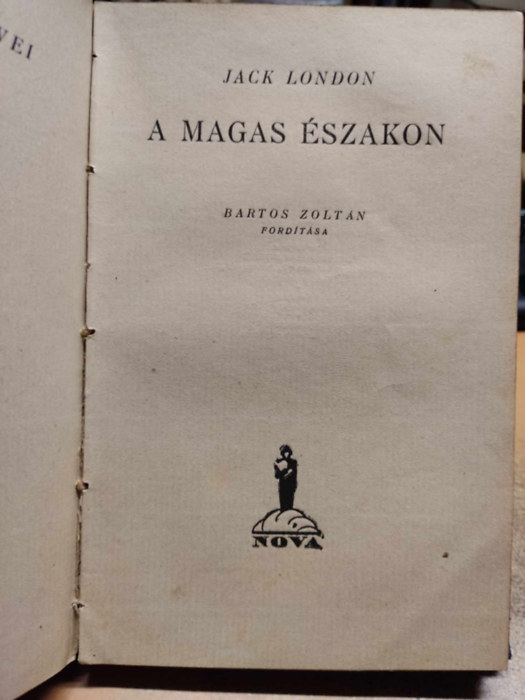 VEI
JACK LONDON
A MAGAS ÉSZAKON
BARTOS ZOLTÁN
FORDÍTÁSA
NOVA